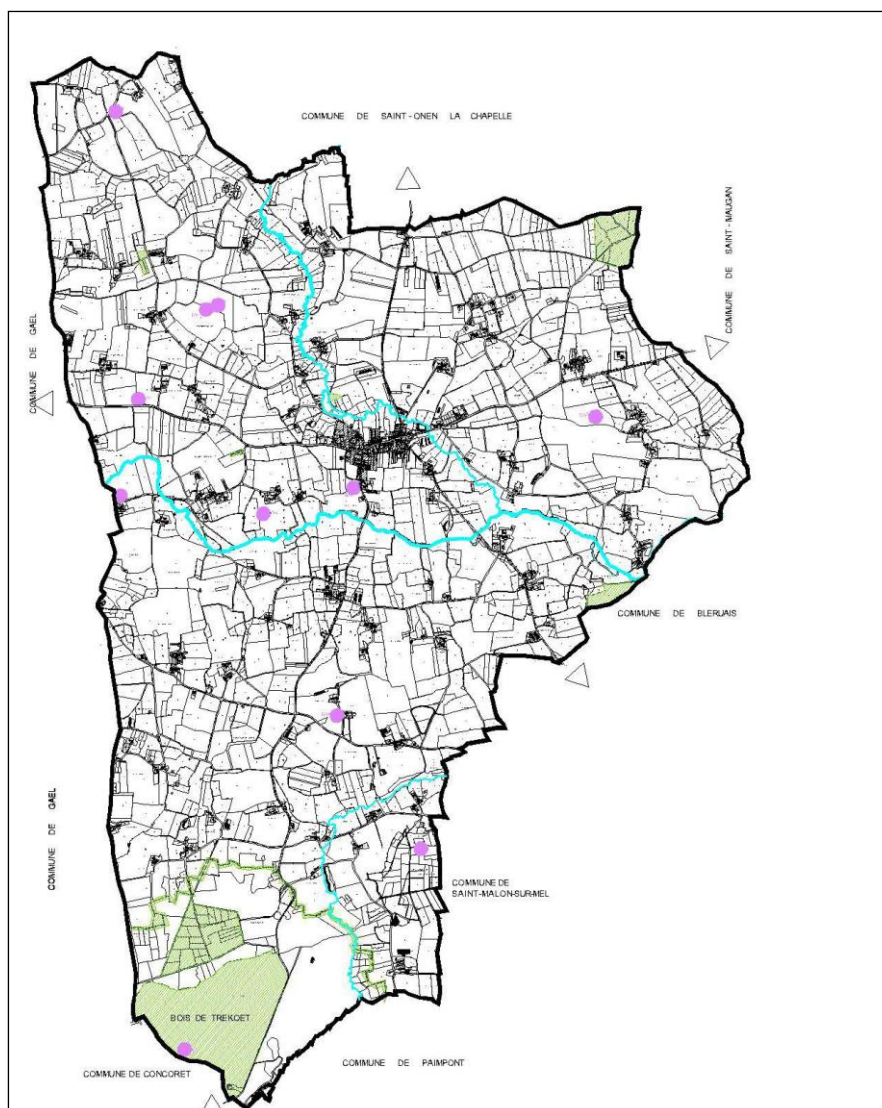 COMMUNE DE SAINT-ONEN LA CHAPELLE
COMMUNE DE SAINT-MAUGAN
COMMUNE DE GAEL
COMMUNE DE BLERUAIS
COMMUNE DE GAEL
COMMUNE DE
SAINT-MALON-SUR-MEL
BOIS DE TREKOET
COMMUNE DE PAIMPONT
COMMUNE DE CONCORET